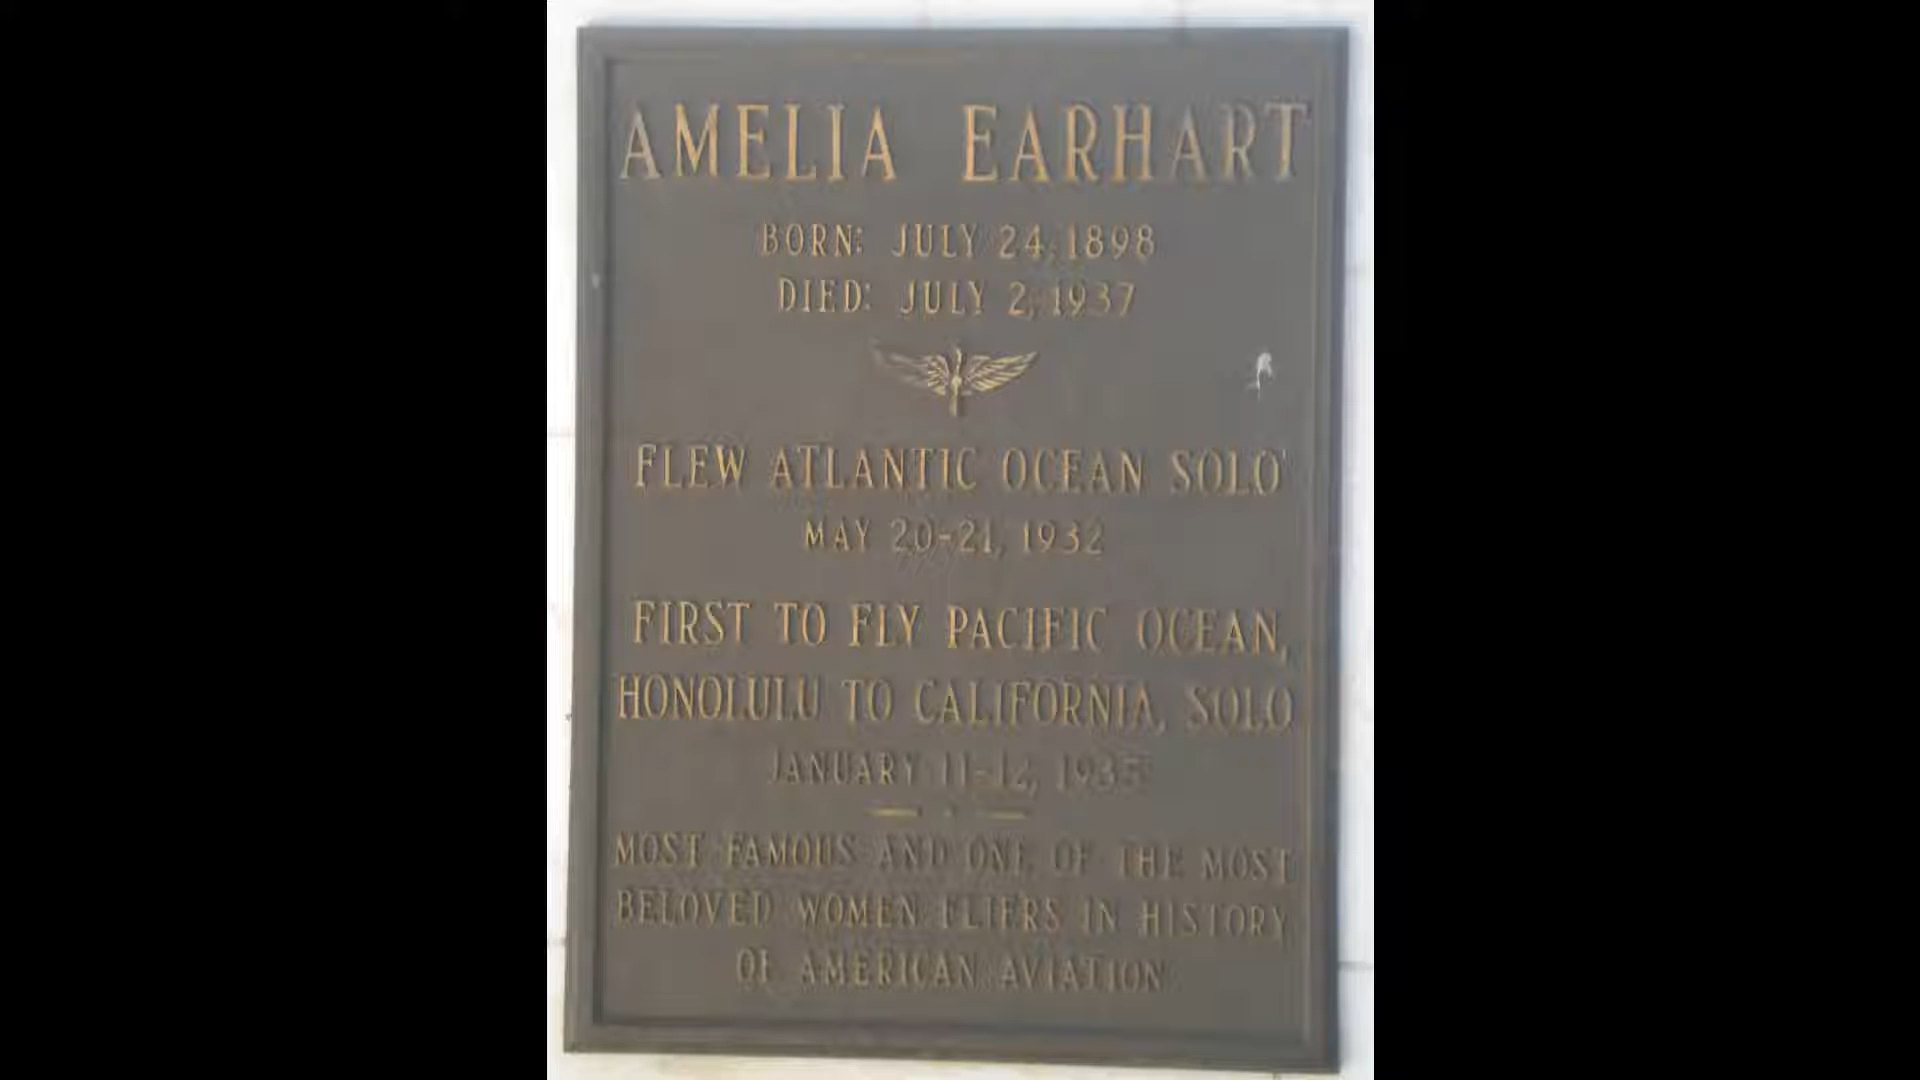 AMELIA EARHART
BORN: JULY 24, 1898
DIED: JULY 2, 1937
FLEW ATLANTIC OCEAN SOLO
MAY 20-21, 1932
FIRST TO FLY PACIFIC OCEAN,
HONOLULU TO CALIFORNIA, SOLO
JANUARY 11-12, 1935
MOST FAMOUS AND ONE OF THE MOST
BELOVED WOMEN FLIERS IN HISTORY
OF AMERICAN AVIATION